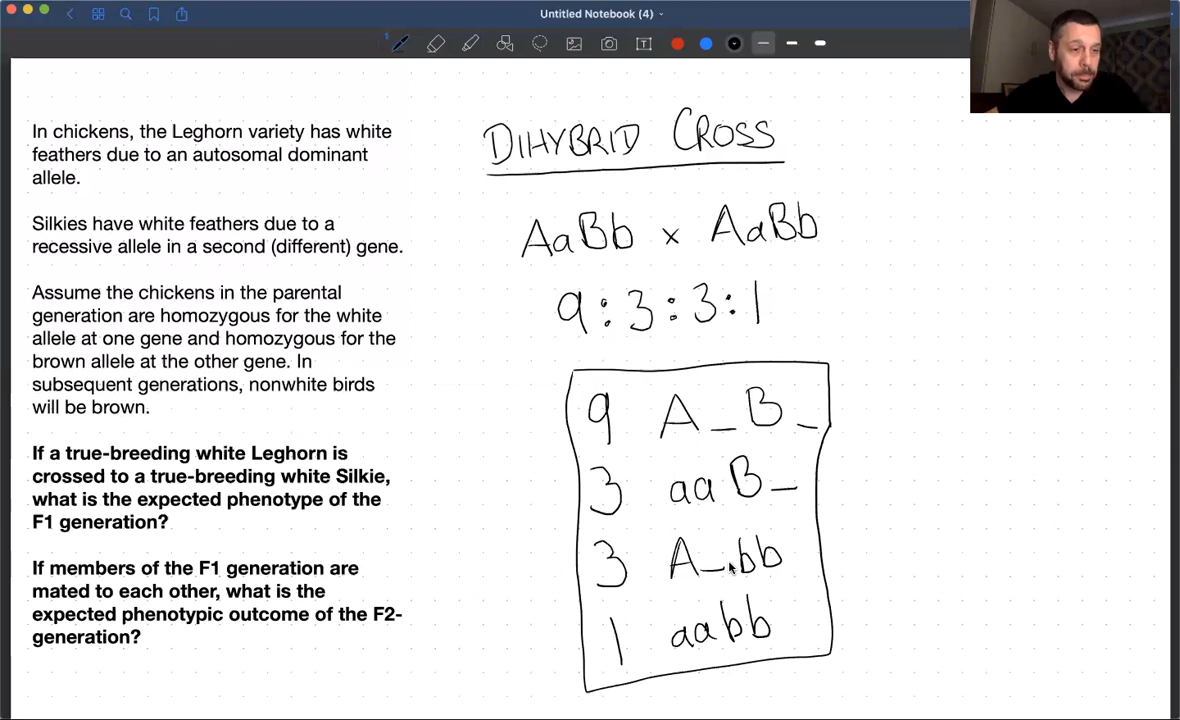 Untitled Notebook (4)
In chickens, the Leghorn variety has white
feathers due to an autosomal dominant
allele.
Silkies have white feathers due to a
recessive allele in a second (different) gene.
Assume the chickens in the parental
generation are homozygous for the white
allele at one gene and homozygous for the
brown allele at the other gene. In
subsequent generations, nonwhite birds
will be brown.
If a true-breeding white Leghorn is
crossed to a true-breeding white Silkie,
what is the expected phenotype of the
F1 generation?
If members of the F1 generation are
mated to each other, what is the
expected phenotypic outcome of the F2-
generation?
DIHYBRID CROSS
AaBb x AaBb
9:3:3:1
9 A_B_
3 aaB_
3 A_bb
1 aabb